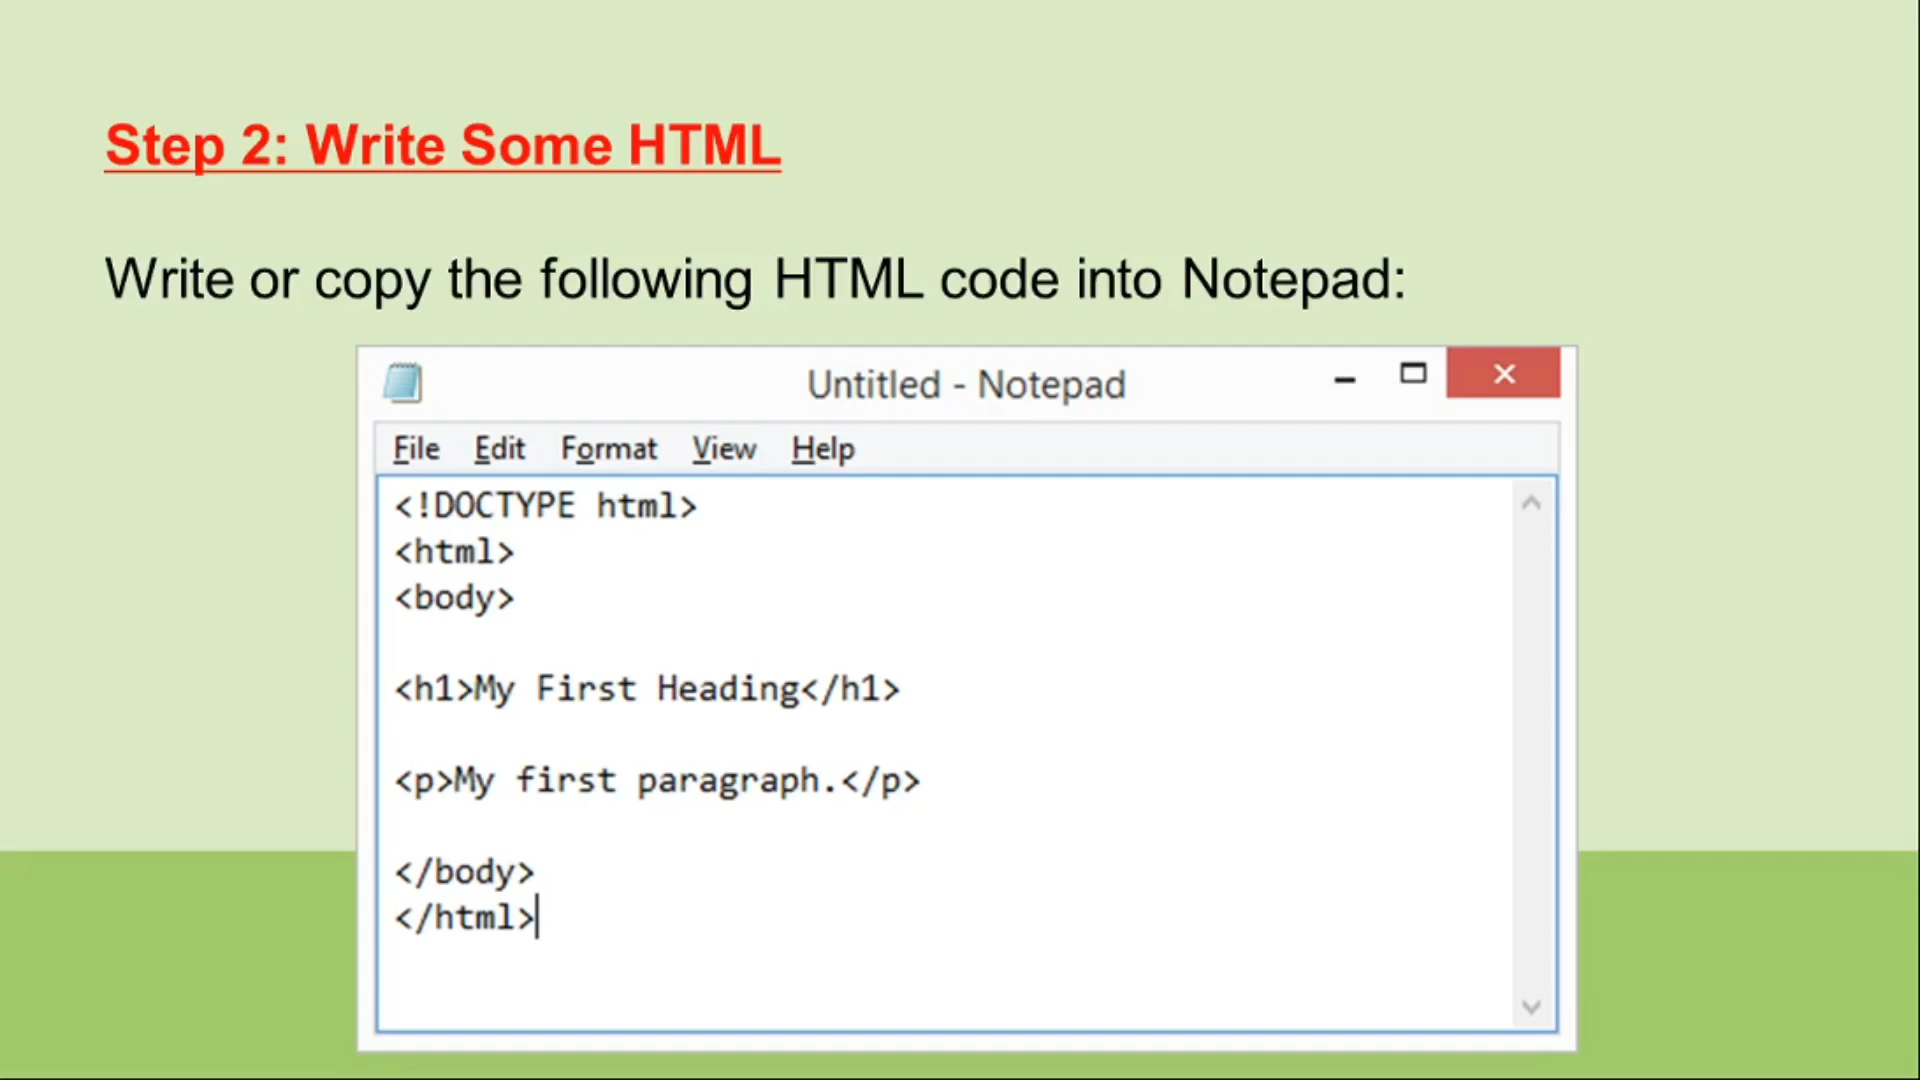 Step 2: Write Some HTML
Write or copy the following HTML code into Notepad:
Untitled - Notepad
File Edit Format View Help
<!DOCTYPE html>
<html>
<body>
<h1>My First Heading</h1>
<p>My first paragraph.</p>
</body>
</html>